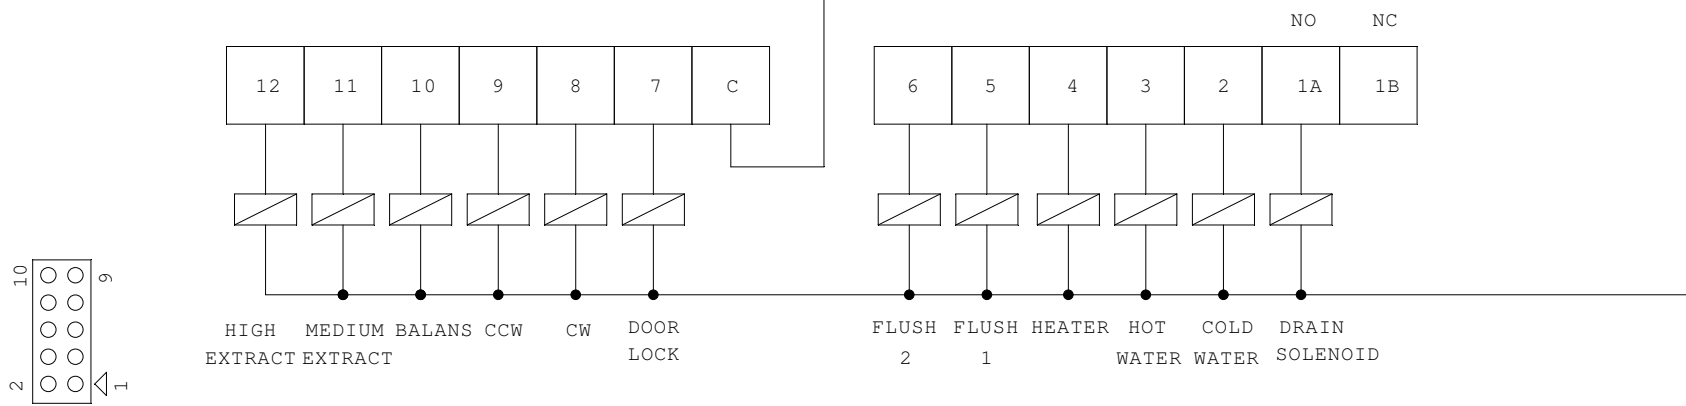 NO NC
12 11 10 9 8 7 C 6 5 4 3 2 1A 1B
10 9
HIGH MEDIUM BALANS CCW CW DOOR FLUSH FLUSH HEATER HOT COLD DRAIN
EXTRACT EXTRACT LOCK 2 1 WATER WATER SOLENOID
2 1